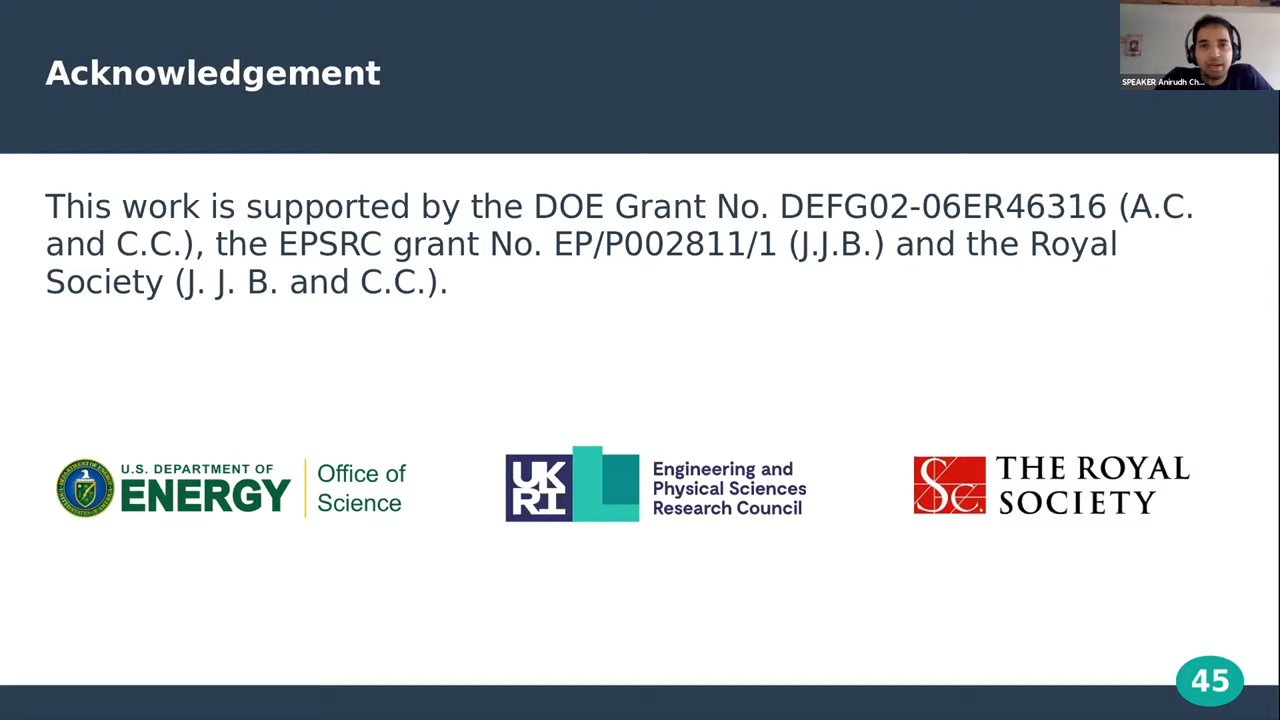 Acknowledgement
SPEAKER Anirudh Ch...
This work is supported by the DOE Grant No. DEFG02-06ER46316 (A.C.
and C.C.), the EPSRC grant No. EP/P002811/1 (J.J.B.) and the Royal
Society (J. J. B. and C.C.).
U.S. DEPARTMENT OF
ENERGY
Office of
Science
UK
RI
Engineering and
Physical Sciences
Research Council
THE ROYAL
SOCIETY
45